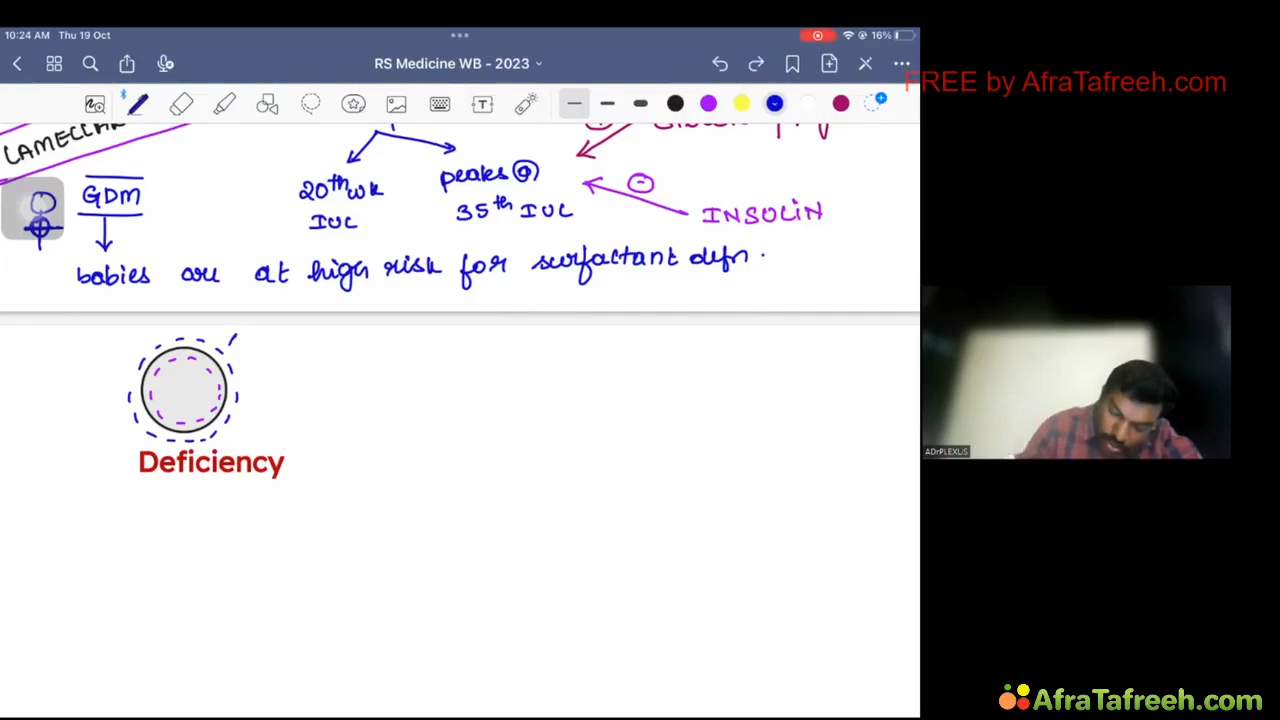 10:24 AM Thu 19 Oct
16%
RS Medicine WB - 2023
FREE by AfraTafreeh.com
LAMELLAR
GDM
20th wk
IUL
peaks @
35th IUL
INSULIN
babies are at high risk for surfactant defn.
Deficiency
ADrPLEXUS
AfraTafreeh.com